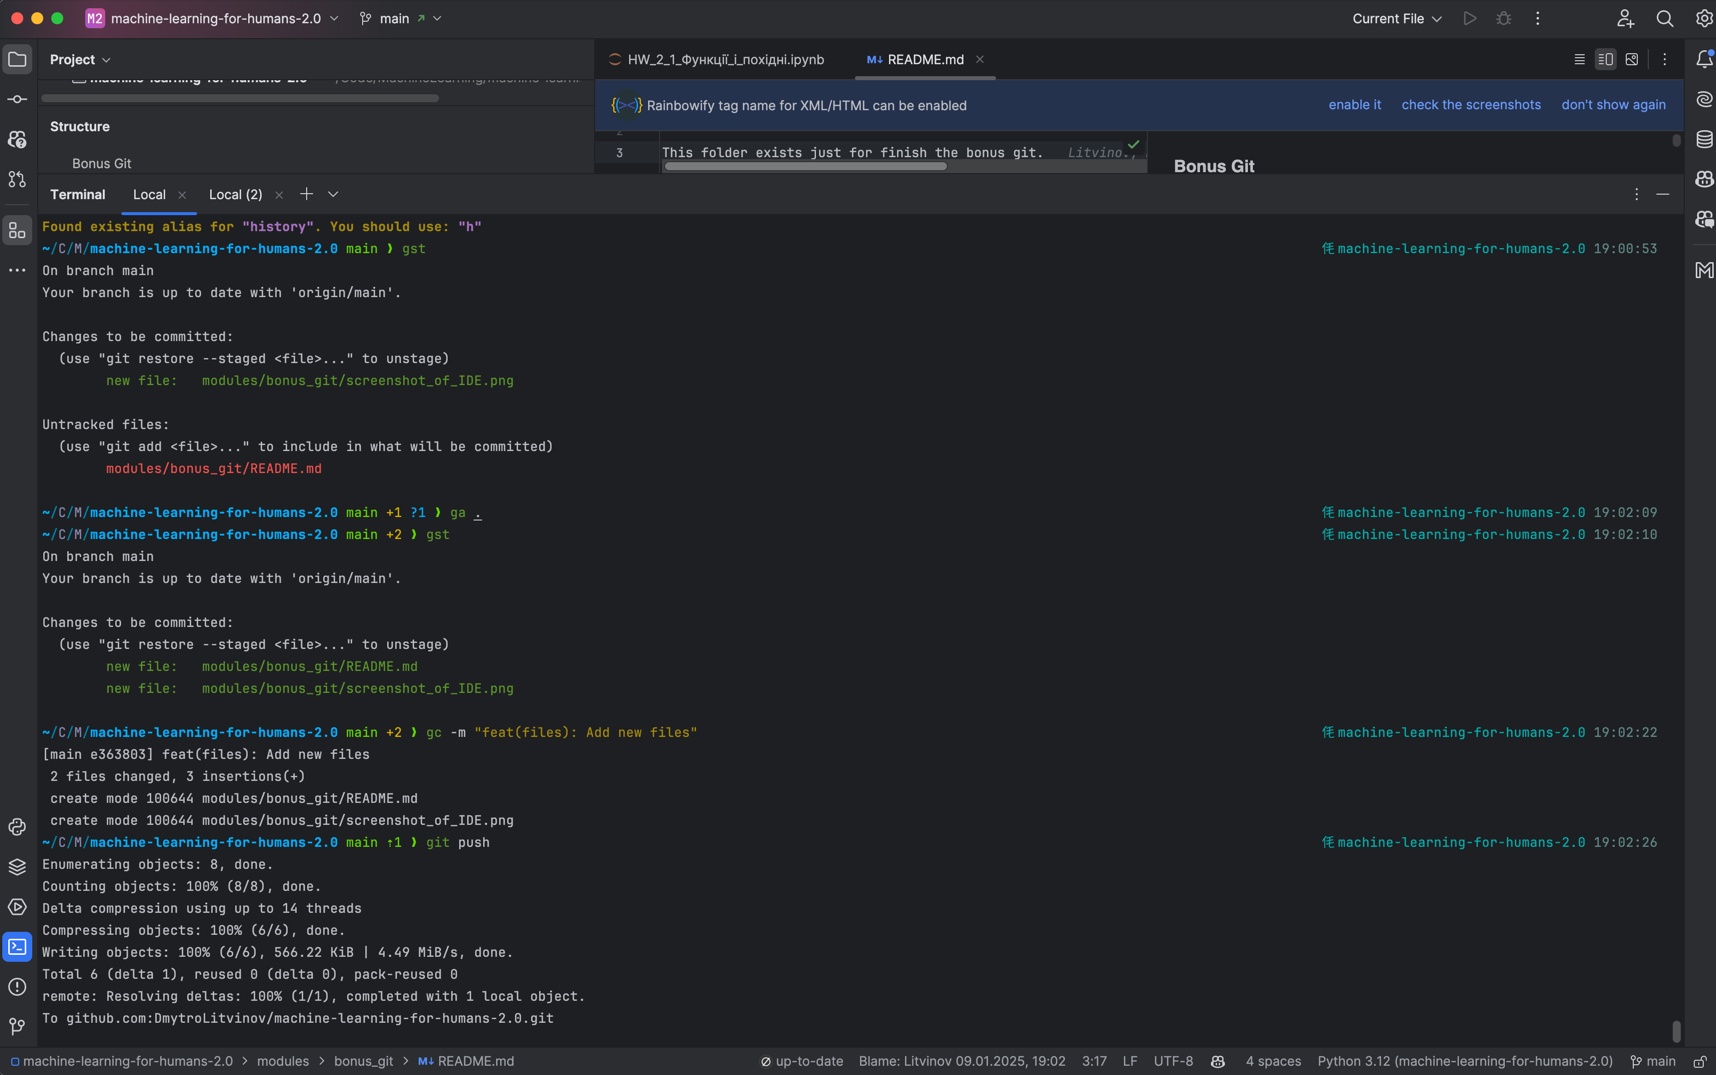 M2 machine-learning-for-humans-2.0 main Current File
Project
HW_2_1_Функції_і_похідні.ipynb
M↓ README.md
Rainbowify tag name for XML/HTML can be enabled enable it check the screenshots don't show again
Structure
2
Bonus Git
3 This folder exists just for finish the bonus git.
Bonus Git
Terminal Local Local (2)
Found existing alias for "history". You should use: "h"
~/C/M/machine-learning-for-humans-2.0 main ❯ gst machine-learning-for-humans-2.0 19:00:53
On branch main
Your branch is up to date with 'origin/main'.
Changes to be committed:
(use "git restore --staged <file>..." to unstage)
new file: modules/bonus_git/screenshot_of_IDE.png
Untracked files:
(use "git add <file>..." to include in what will be committed)
modules/bonus_git/README.md
~/C/M/machine-learning-for-humans-2.0 main +1 ?1 ❯ ga . machine-learning-for-humans-2.0 19:02:09
~/C/M/machine-learning-for-humans-2.0 main +2 ❯ gst machine-learning-for-humans-2.0 19:02:10
On branch main
Your branch is up to date with 'origin/main'.
Changes to be committed:
(use "git restore --staged <file>..." to unstage)
new file: modules/bonus_git/README.md
new file: modules/bonus_git/screenshot_of_IDE.png
~/C/M/machine-learning-for-humans-2.0 main +2 ❯ gc -m "feat(files): Add new files" machine-learning-for-humans-2.0 19:02:22
[main e363803] feat(files): Add new files
2 files changed, 3 insertions(+)
create mode 100644 modules/bonus_git/README.md
create mode 100644 modules/bonus_git/screenshot_of_IDE.png
~/C/M/machine-learning-for-humans-2.0 main ⇡1 ❯ git push machine-learning-for-humans-2.0 19:02:26
Enumerating objects: 8, done.
Counting objects: 100% (8/8), done.
Delta compression using up to 14 threads
Compressing objects: 100% (6/6), done.
Writing objects: 100% (6/6), 566.22 KiB | 4.49 MiB/s, done.
Total 6 (delta 1), reused 0 (delta 0), pack-reused 0
remote: Resolving deltas: 100% (1/1), completed with 1 local object.
To github.com:DmytroLitvinov/machine-learning-for-humans-2.0.git
machine-learning-for-humans-2.0 > modules > bonus_git > M↓ README.md up-to-date Blame: Litvinov 09.01.2025, 19:02 3:17 LF UTF-8 4 spaces Python 3.12 (machine-learning-for-humans-2.0) main